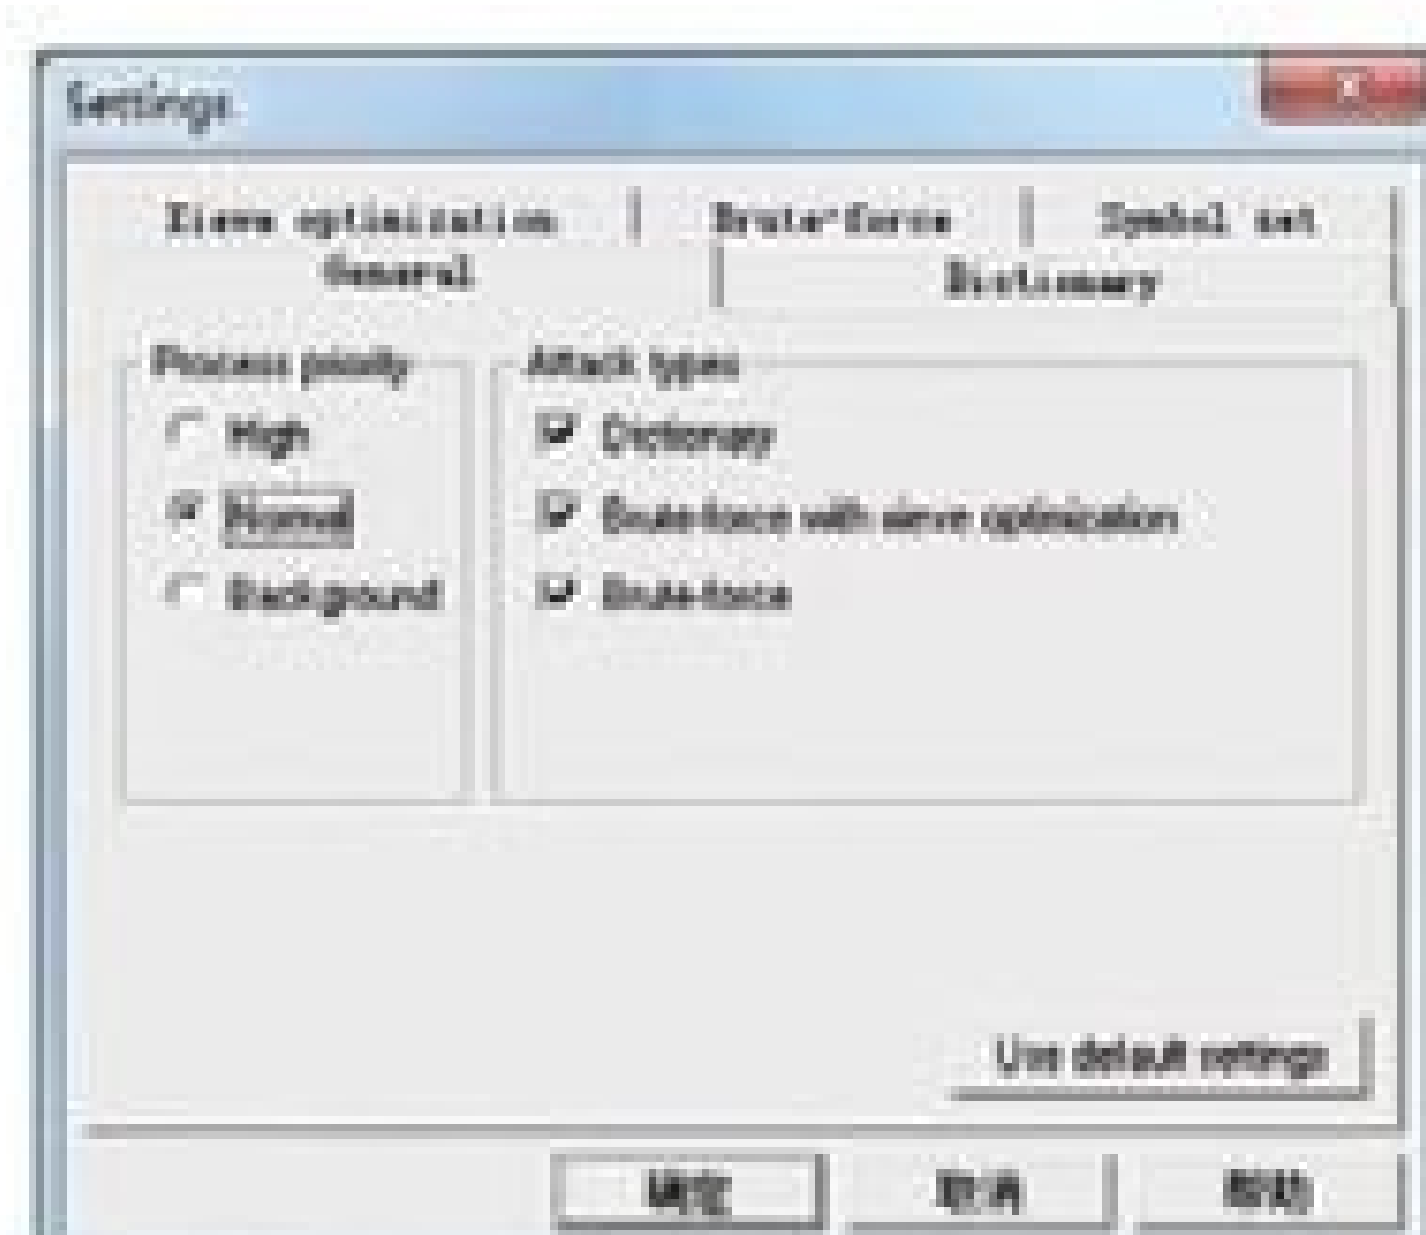 Settings
Sieve optimization Brute-force Symbol set
General Dictionary
Process priority Attack types
High Dictionary
Normal Brute-force with sieve optimization
Background Brute-force
Use default settings
确定 取消 帮助